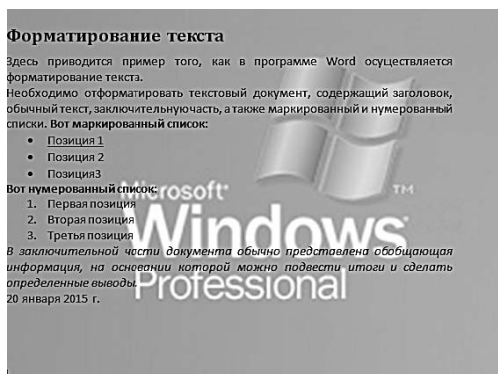 Форматирование текста
Здесь приводится пример того, как в программе Word осуществляется
форматирование текста.
Необходимо отформатировать текстовый документ, содержащий заголовок,
обычный текст, заключительную часть, а также маркированный и нумерованный
списки. Вот маркированный список:
• Позиция 1
• Позиция 2
• Позиция3
Вот нумерованный список:
1. Первая позиция
2. Вторая позиция
3. Третья позиция
В заключительной части документа обычно представлена обобщающая
информация, на основании которой можно подвести итоги и сделать
определенные выводы.
20 января 2015 г.
Microsoft
TM
Windows
Professional